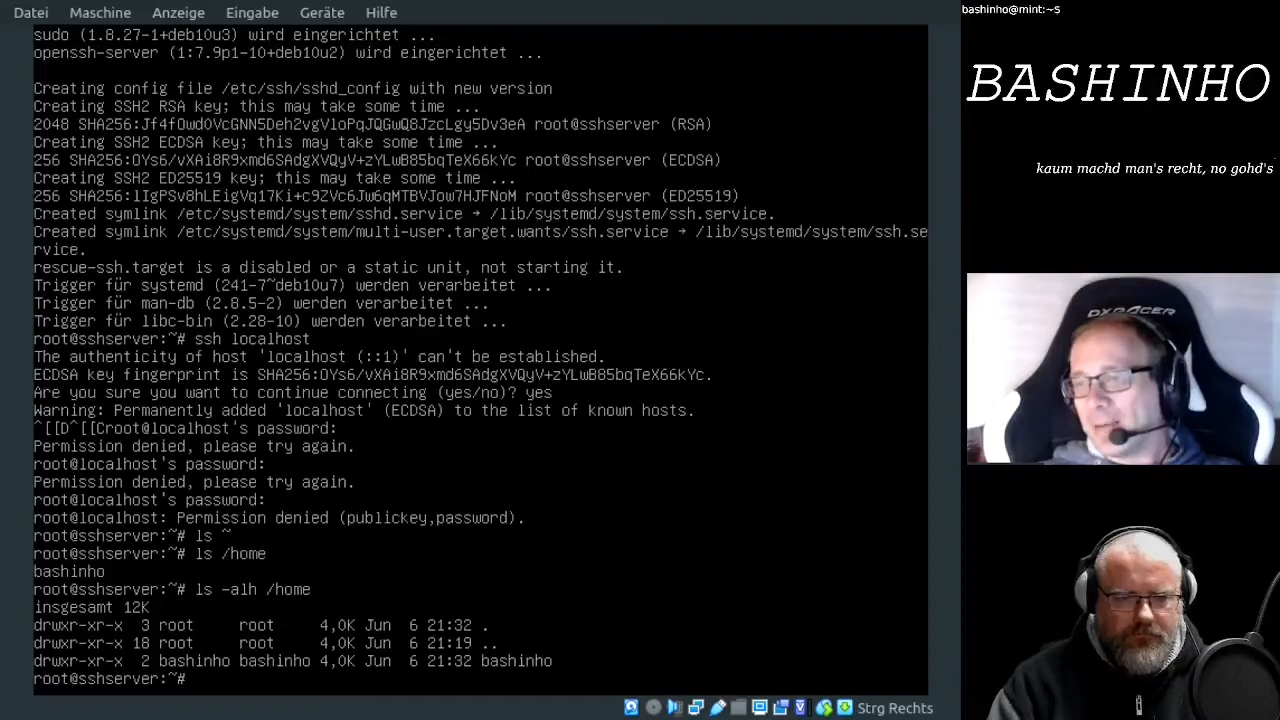 Datei Maschine Anzeige Eingabe Geräte Hilfe
sudo (1.8.27-1+deb10u3) wird eingerichtet ...
openssh-server (1:7.9p1-10+deb10u2) wird eingerichtet ...
Creating config file /etc/ssh/sshd_config with new version
Creating SSH2 RSA key; this may take some time ...
2048 SHA256:Jf4fOwd0VcGNN5Deh2vgVloPqJQGwQ8JzcLgy5Dv3eA root@sshserver (RSA)
Creating SSH2 ECDSA key; this may take some time ...
256 SHA256:OYs6/vXAi8R9xmd6SAdgXVQyV+zYLwB85bqTeX66kYc root@sshserver (ECDSA)
Creating SSH2 ED25519 key; this may take some time ...
256 SHA256:lIgPSv8hLEigVq17Ki+c9ZVc6Jw6qMTBVJow7HJFNoM root@sshserver (ED25519)
Created symlink /etc/systemd/system/sshd.service → /lib/systemd/system/ssh.service.
Created symlink /etc/systemd/system/multi-user.target.wants/ssh.service → /lib/systemd/system/ssh.se
rvice.
rescue-ssh.target is a disabled or a static unit, not starting it.
Trigger für systemd (241-7~deb10u7) werden verarbeitet ...
Trigger für man-db (2.8.5-2) werden verarbeitet ...
Trigger für libc-bin (2.28-10) werden verarbeitet ...
root@sshserver:~# ssh localhost
The authenticity of host 'localhost (::1)' can't be established.
ECDSA key fingerprint is SHA256:OYs6/vXAi8R9xmd6SAdgXVQyV+zYLwB85bqTeX66kYc.
Are you sure you want to continue connecting (yes/no)? yes
Warning: Permanently added 'localhost' (ECDSA) to the list of known hosts.
^[[D^[[Croot@localhost's password:
Permission denied, please try again.
root@localhost's password:
Permission denied, please try again.
root@localhost's password:
root@localhost: Permission denied (publickey,password).
root@sshserver:~# ls ~
root@sshserver:~# ls /home
bashinho
root@sshserver:~# ls -alh /home
insgesamt 12K
drwxr-xr-x 3 root root 4,0K Jun 6 21:32 .
drwxr-xr-x 18 root root 4,0K Jun 6 21:19 ..
drwxr-xr-x 2 bashinho bashinho 4,0K Jun 6 21:32 bashinho
root@sshserver:~#
Strg Rechts
bashinho@mint:~$
BASHINHO
kaum machd man's recht, no gohd's
DXRACER